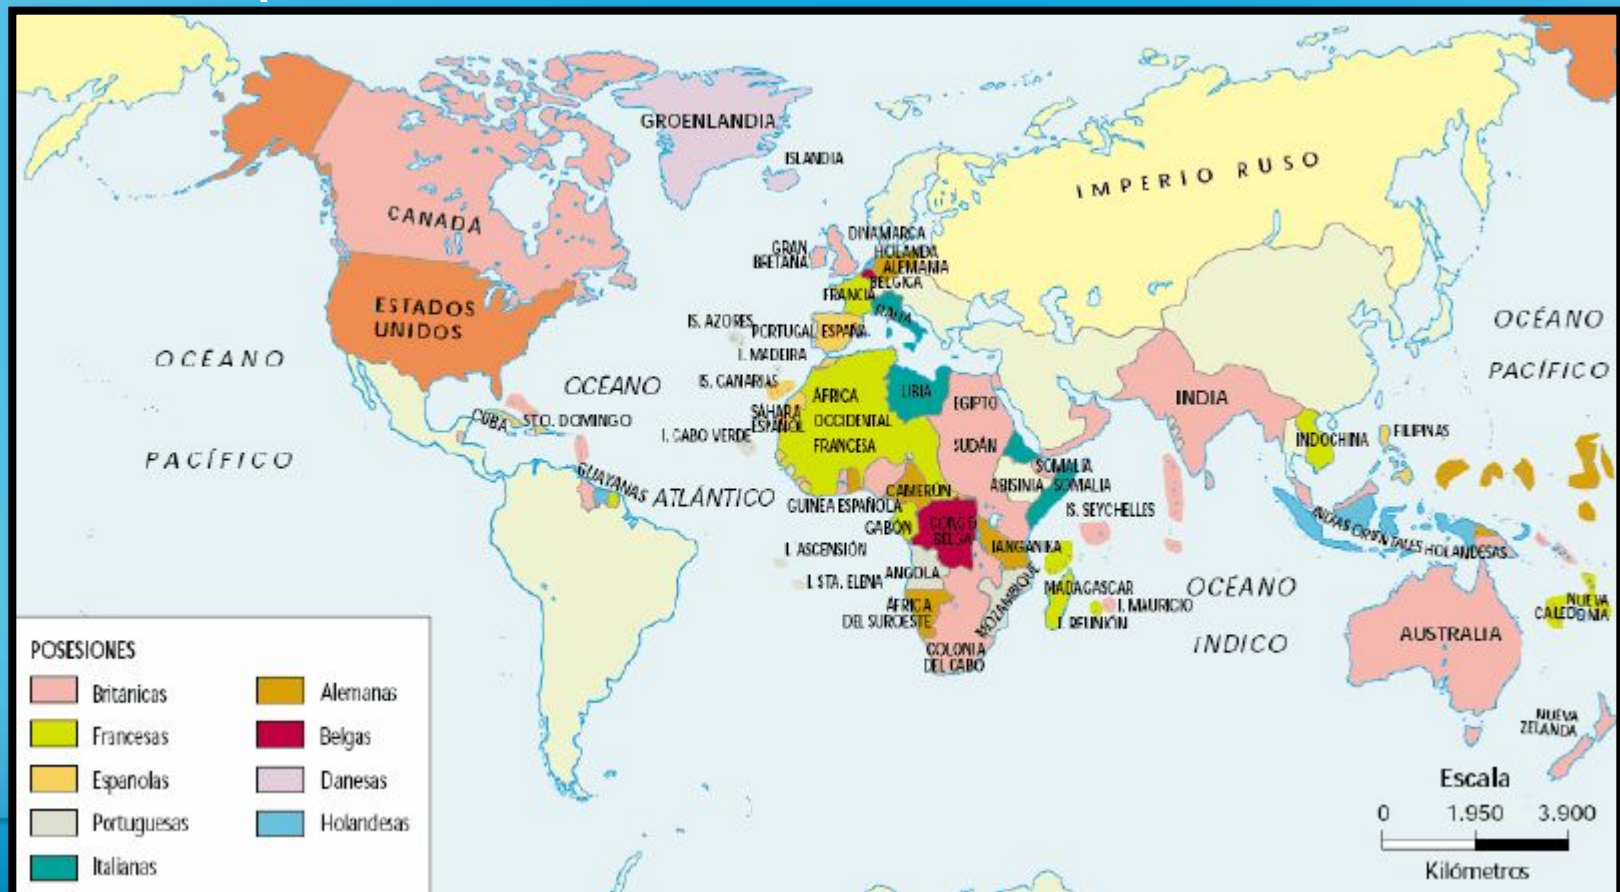 GROENLANDIA
ISLANDIA
IMPERIO RUSO
CANADÁ
DINAMARCA
HOLANDA
GRAN
BRETAÑA
ALEMANIA
BELGICA
FRANCIA
ITALIA
ESTADOS
UNIDOS
IS. AZORES
PORTUGAL
ESPAÑA
OCÉANO
PACÍFICO
OCÉANO
PACÍFICO
I. MADEIRA
OCÉANO
ATLÁNTICO
IS. CANARIAS
ÁFRICA
OCCIDENTAL
FRANCESA
LIBIA
EGIPTO
INDIA
SAHARA
ESPAÑOL
CUBA
STO. DOMINGO
I. CABO VERDE
SUDÁN
INDOCHINA
FILIPINAS
SOMALIA
ABISINIA
SOMALIA
GUAYANAS
CAMERÚN
GUINEA ESPAÑOLA
IS. SEYCHELLES
GABÓN
CONGO
BELGA
INDIAS ORIENTALES HOLANDESAS
I. ASCENSIÓN
TANGANIKA
ANGOLA
I. STA. ELENA
MOZAMBIQUE
MADAGASCAR
OCÉANO
ÍNDICO
ÁFRICA
DEL SUROESTE
I. MAURICIO
I. REUNIÓN
NUEVA
CALEDONIA
AUSTRALIA
COLONIA
DEL CABO
NUEVA
ZELANDA
POSESIONES
Británicas
Francesas
Españolas
Portuguesas
Italianas
Alemanas
Belgas
Danesas
Holandesas
Escala
0 1.950 3.900
Kilómetros